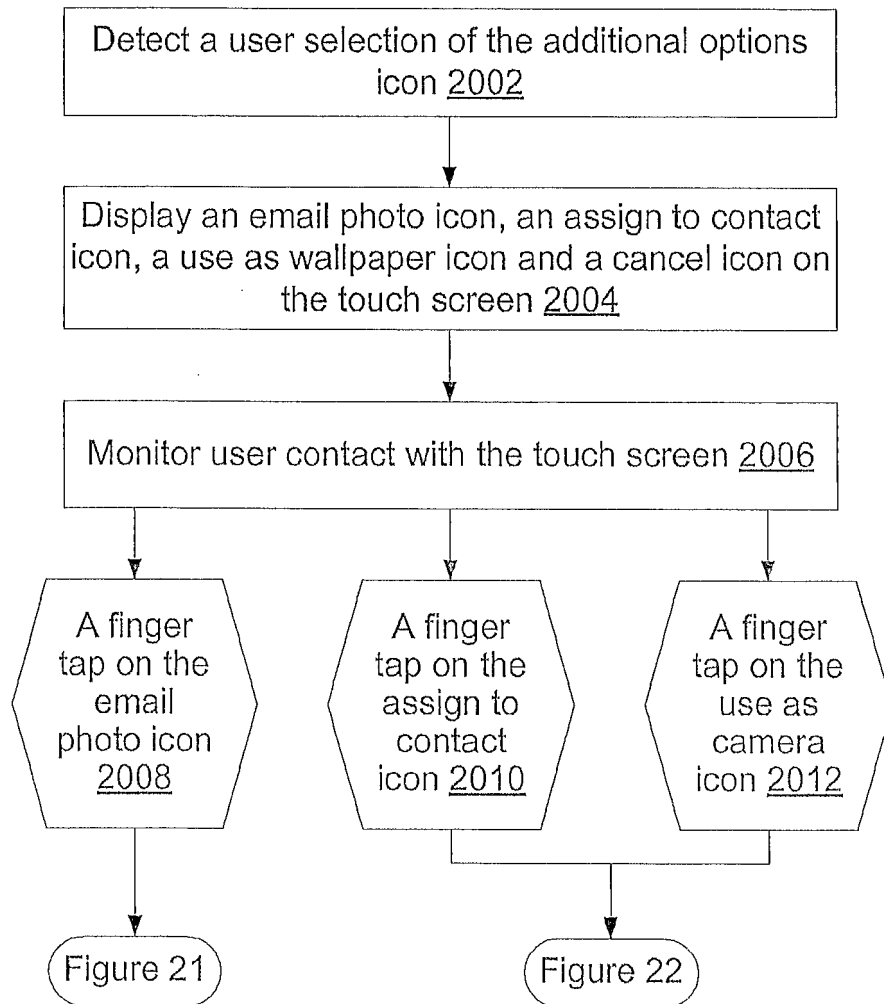 Detect a user selection of the additional options
icon 2002
Display an email photo icon, an assign to contact
icon, a use as wallpaper icon and a cancel icon on
the touch screen 2004
Monitor user contact with the touch screen 2006
A finger
tap on the
email
photo icon
2008
A finger
tap on the
assign to
contact
icon 2010
A finger
tap on the
use as
camera
icon 2012
Figure 21
Figure 22